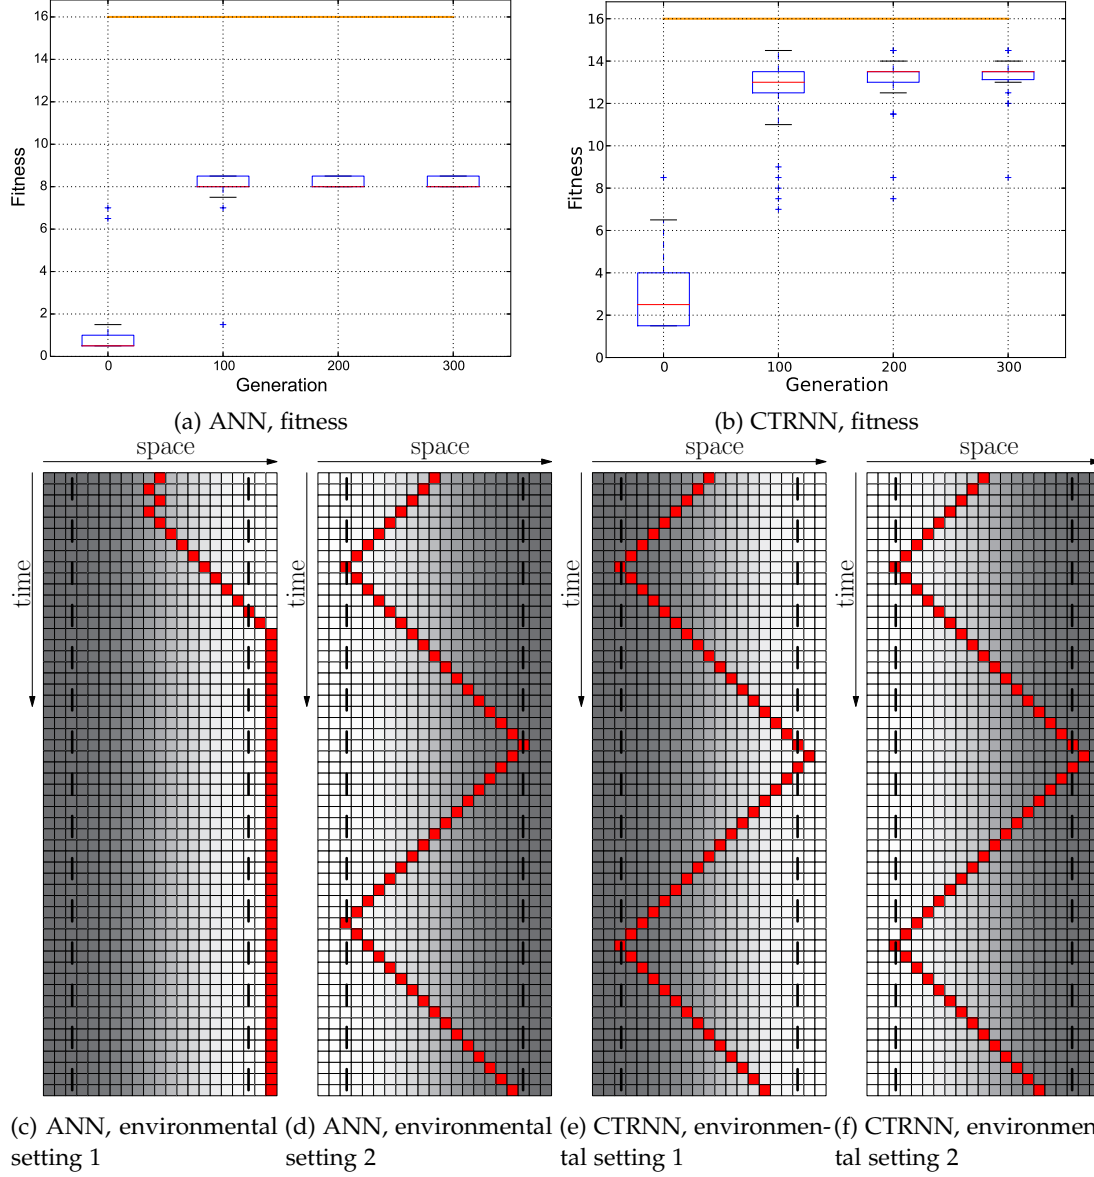 16
14
12
10
8
6
4
2
0
Fitness
0 100 200 300
Generation
(a) ANN, fitness
16
14
12
10
8
6
4
2
0
Fitness
0 100 200 300
Generation
(b) CTRNN, fitness
space space space space
time time time time
(c) ANN, environmental
setting 1
(d) ANN, environmental
setting 2
(e) CTRNN, environmen-
tal setting 1
(f) CTRNN, environmen
tal setting 2